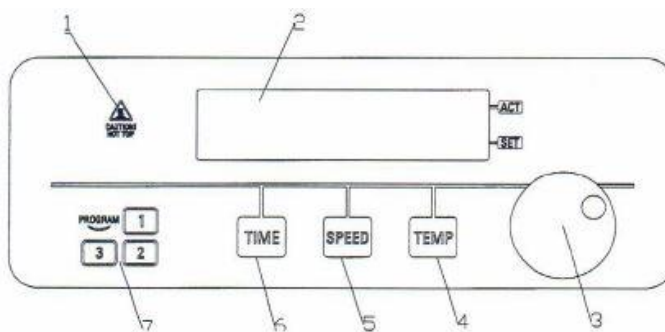 1
2
CAUTION!
HOT TOP
ACT
SET
PROGRAM 1
3 2
TIME SPEED TEMP
7 6 5 4 3